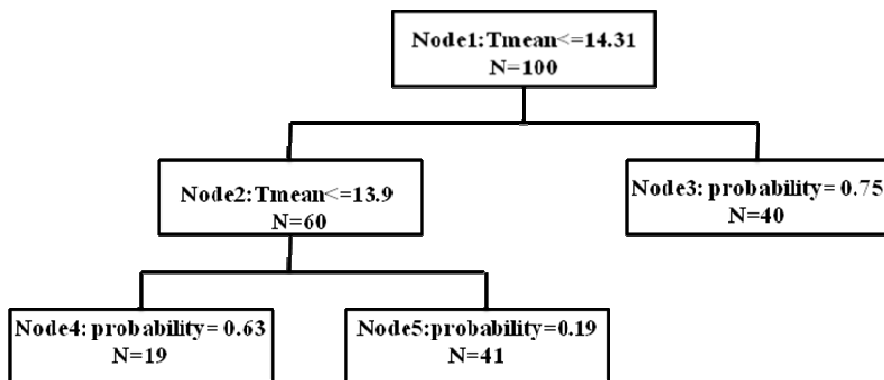 Node1: Tmean<=14.31
N=100
Node2: Tmean<=13.9
N=60
Node3: probability= 0.75
N=40
Node4: probability= 0.63
N=19
Node5:probability=0.19
N=41